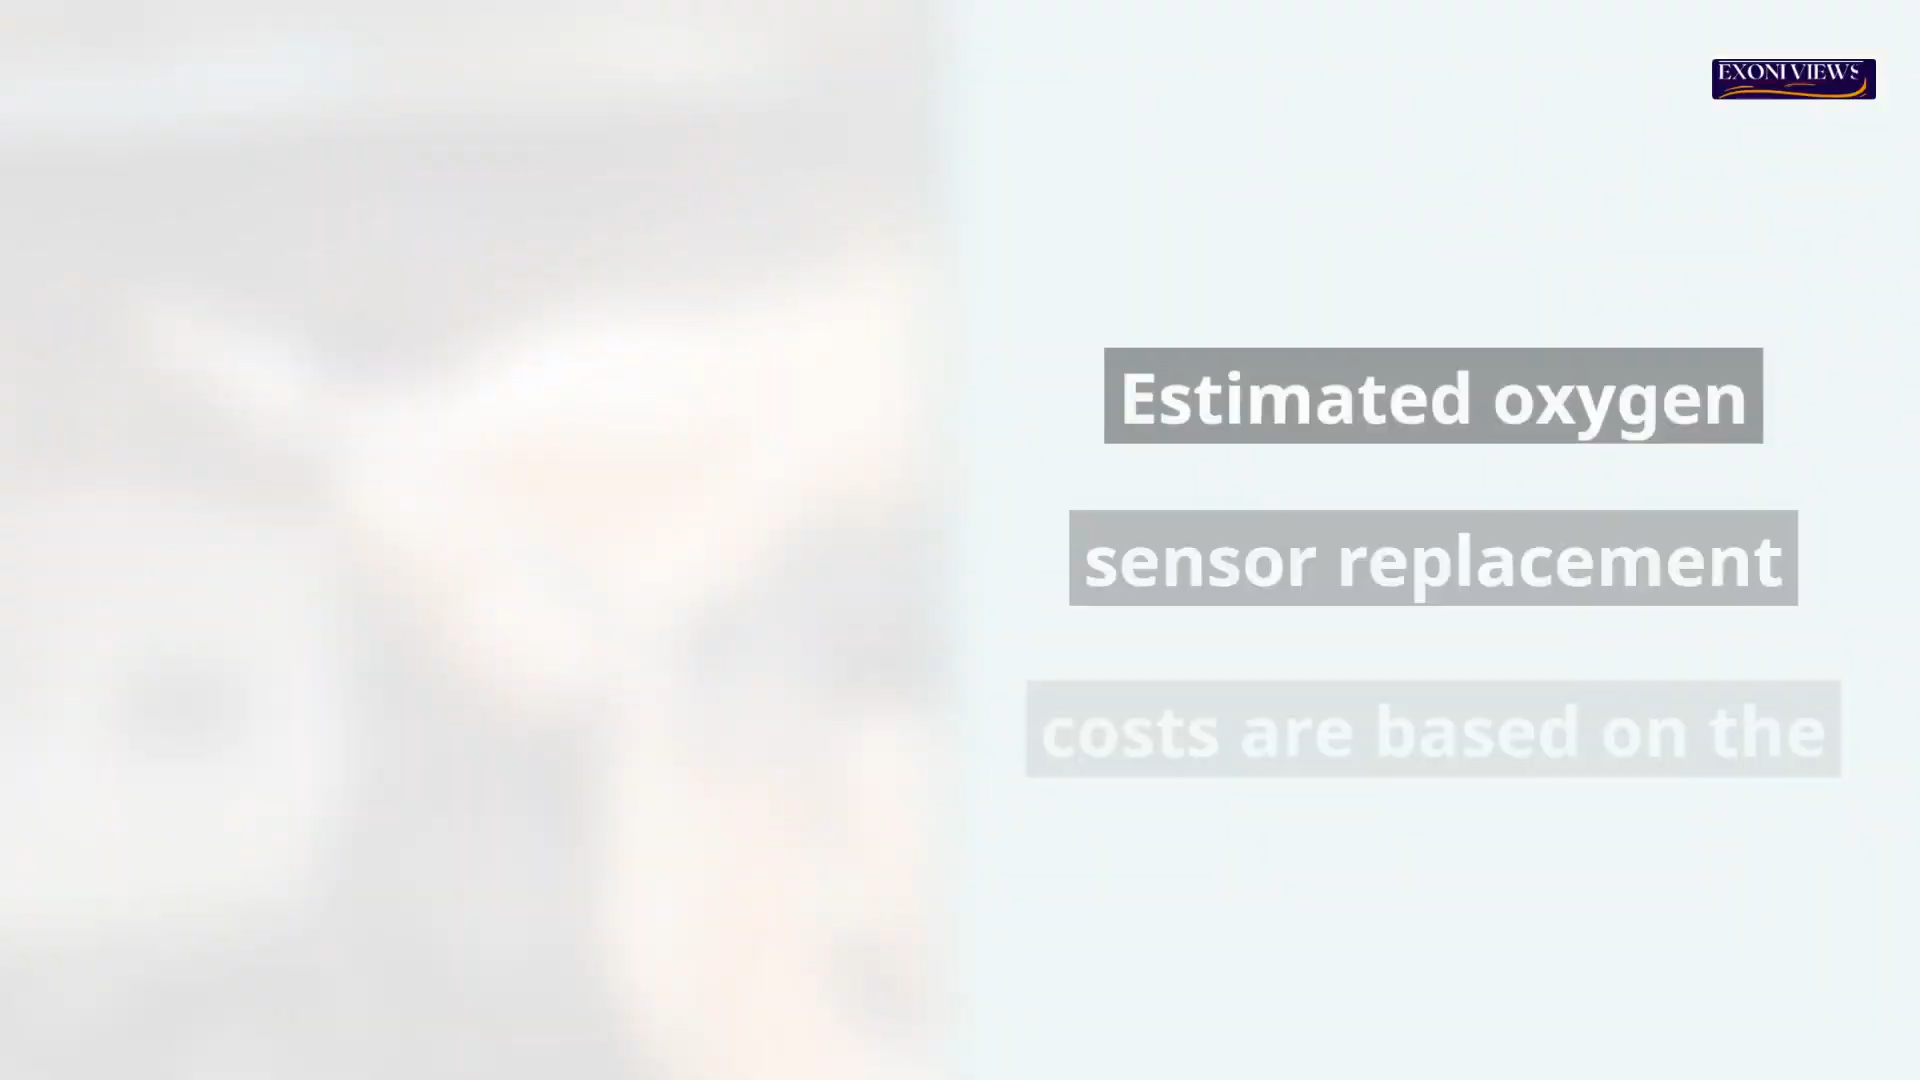 EXONI VIEWS
Estimated oxygen
sensor replacement
costs are based on the